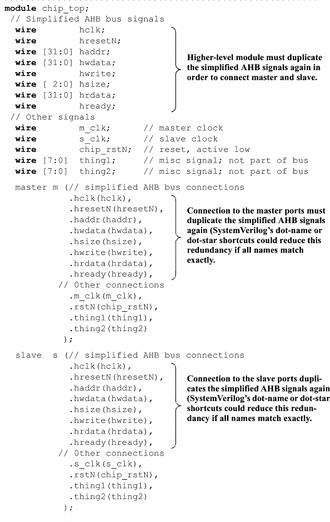 module chip_top;
// Simplified AHB bus signals
wire hclk;
wire hresetN;
wire [31:0] haddr;
wire [31:0] hwdata;
wire hwrite;
wire [ 2:0] hsize;
wire [31:0] hrdata;
wire hready;
Higher-level module must duplicate
the simplified AHB signals again in
order to connect master and slave.
// Other signals
wire m_clk; // master clock
wire s_clk; // slave clock
wire chip_rstN; // reset, active low
wire [7:0] thing1; // misc signal; not part of bus
wire [7:0] thing2; // misc signal; not part of bus
master m (// simplified AHB bus connections
.hclk(hclk),
.hresetN(hresetN),
.haddr(haddr),
.hwdata(hwdata),
.hsize(hsize),
.hwrite(hwrite),
.hrdata(hrdata),
.hready(hready),
Connection to the master ports must
duplicate the simplified AHB signals
again (SystemVerilog's dot-name or
dot-star shortcuts could reduce this
redundancy if all names match
exactly.
// Other connections
.m_clk(m_clk),
.rstN(chip_rstN),
.thing1(thing1),
.thing2(thing2)
);
slave s (// simplified AHB bus connections
.hclk(hclk),
.hresetN(hresetN),
.haddr(haddr),
.hwdata(hwdata),
.hsize(hsize),
.hwrite(hwrite),
.hrdata(hrdata),
.hready(hready),
Connection to the slave ports dupli-
cates the simplified AHB signals again
(SystemVerilog's dot-name or dot-star
shortcuts could reduce this redun-
dancy if all names match exactly.
// Other connections
.s_clk(s_clk),
.rstN(chip_rstN),
.thing1(thing1),
.thing2(thing2)
);